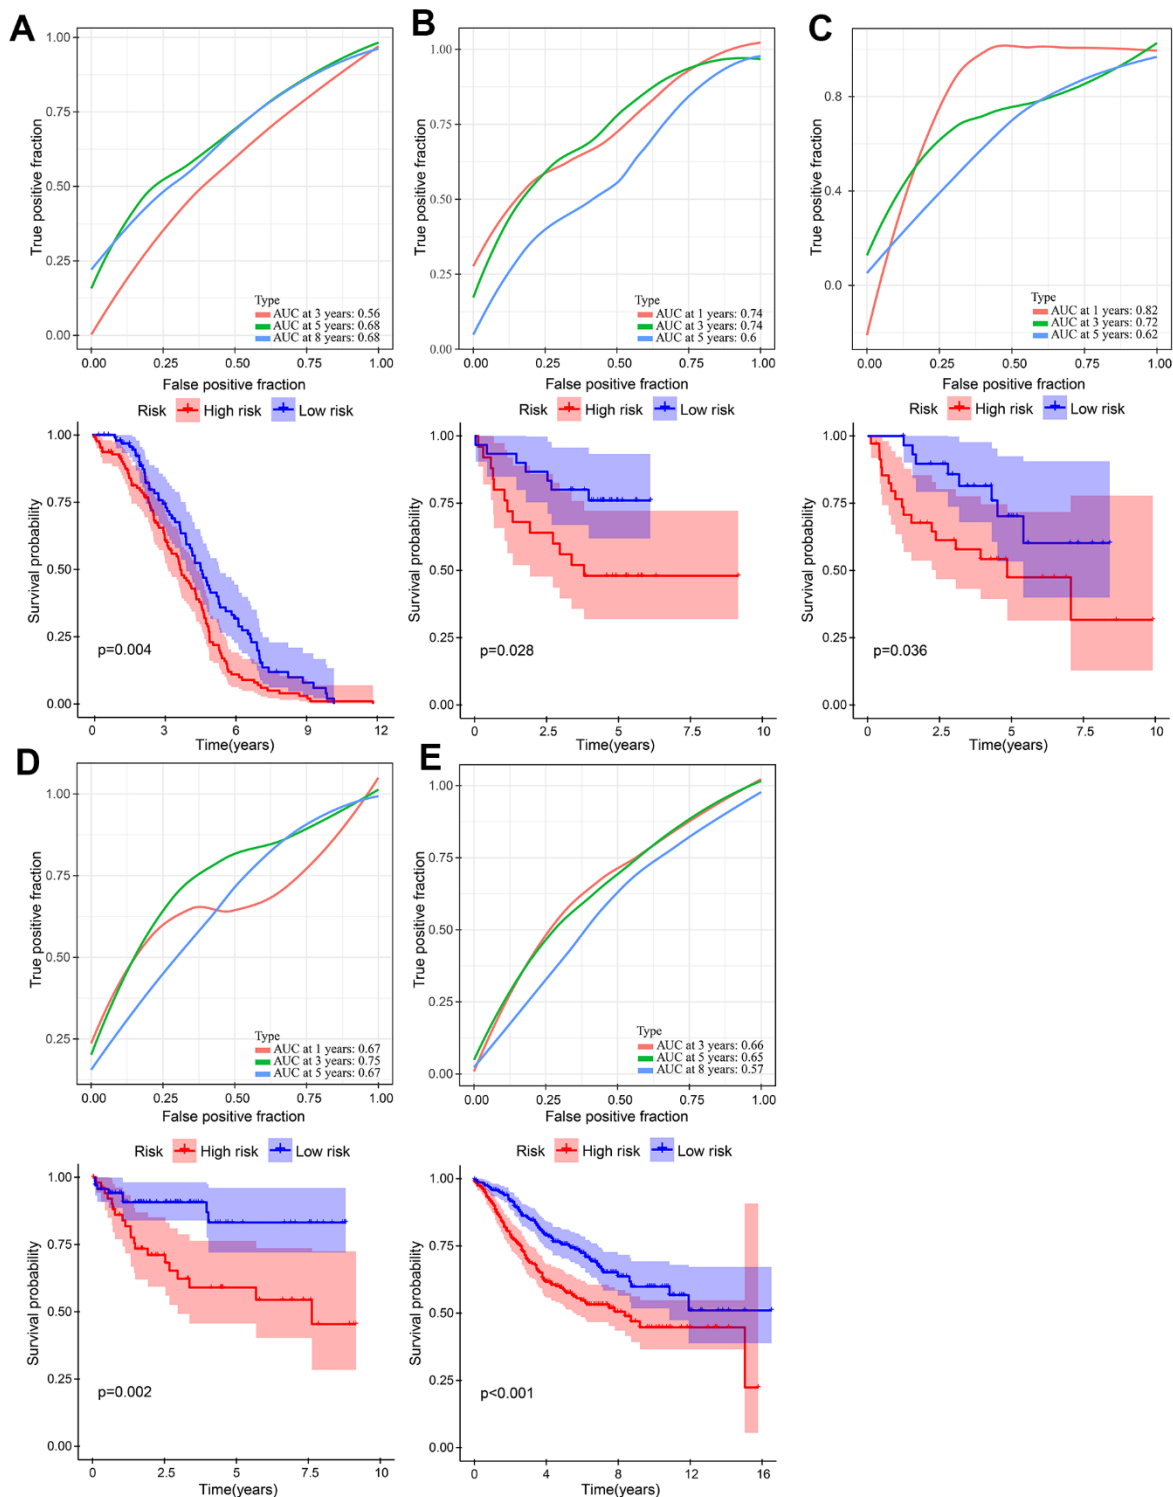 A
1.00
0.75
0.50
0.25
0.00
True positive fraction
Type
AUC at 3 years: 0.56
AUC at 5 years: 0.68
AUC at 8 years: 0.68
0.00 0.25 0.50 0.75 1.00
False positive fraction
Risk High risk Low risk
1.00
0.75
0.50
0.25
0.00
Survival probability
p=0.004
0 3 6 9 12
Time(years)
B
1.00
0.75
0.50
0.25
0.00
True positive fraction
Type
AUC at 1 years: 0.74
AUC at 3 years: 0.74
AUC at 5 years: 0.6
0.00 0.25 0.50 0.75 1.00
False positive fraction
Risk High risk Low risk
1.00
0.75
0.50
0.25
0.00
Survival probability
p=0.028
0 2.5 5 7.5 10
Time(years)
C
0.8
0.4
0.0
True positive fraction
Type
AUC at 1 years: 0.82
AUC at 3 years: 0.72
AUC at 5 years: 0.62
0.00 0.25 0.50 0.75 1.00
False positive fraction
Risk High risk Low risk
1.00
0.75
0.50
0.25
0.00
Survival probability
p=0.036
0 2.5 5 7.5 10
Time(years)
D
1.00
0.75
0.50
0.25
True positive fraction
Type
AUC at 1 years: 0.67
AUC at 3 years: 0.75
AUC at 5 years: 0.67
0.00 0.25 0.50 0.75 1.00
False positive fraction
Risk High risk Low risk
1.00
0.75
0.50
0.25
0.00
Survival probability
p=0.002
0 2.5 5 7.5 10
Time(years)
E
1.00
0.75
0.50
0.25
0.00
True positive fraction
Type
AUC at 3 years: 0.66
AUC at 5 years: 0.65
AUC at 8 years: 0.57
0.00 0.25 0.50 0.75 1.00
False positive fraction
Risk High risk Low risk
1.00
0.75
0.50
0.25
0.00
Survival probability
p<0.001
0 4 8 12 16
Time(years)